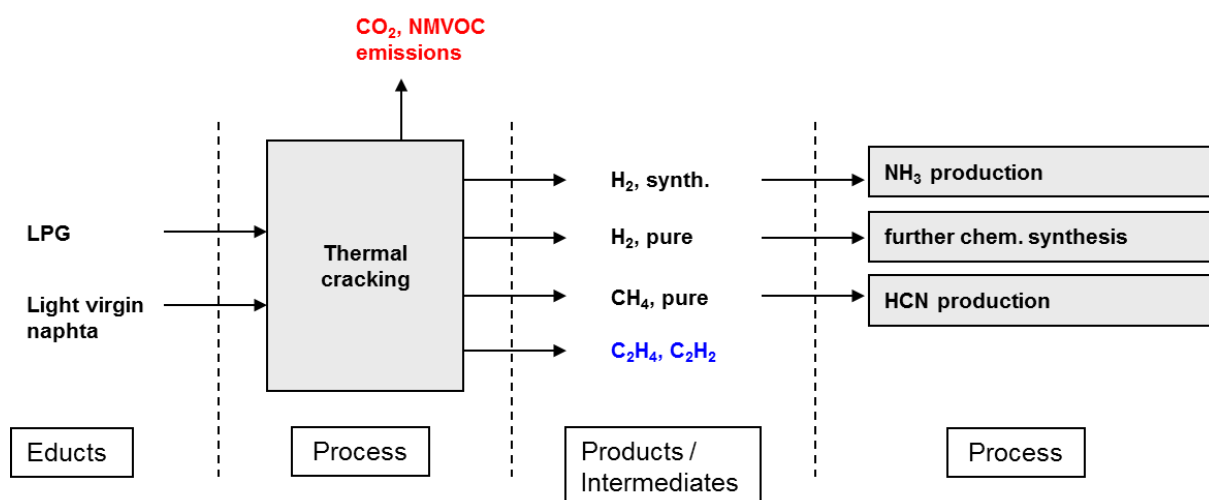 CO₂, NMVOC
emissions
LPG
Light virgin
naphta
Thermal
cracking
H₂, synth.
H₂, pure
CH₄, pure
C₂H₄, C₂H₂
NH₃ production
further chem. synthesis
HCN production
Educts
Process
Products /
Intermediates
Process